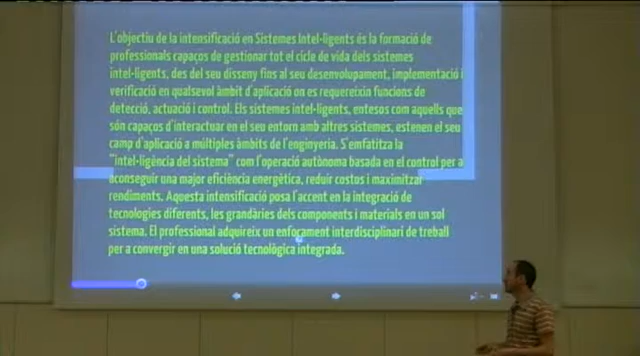 L'objectiu de la intensificació en Sistemes Intel·ligents és la formació de
professionals capaços de gestionar tot el cicle de vida dels sistemes
intel·ligents, des del seu disseny fins al seu desenvolupament, implementació i
verificació en qualsevol àmbit d'aplicació on es requereixin funcions de
detecció, actuació i control. Els sistemes intel·ligents, entesos com aquells que
són capaços d'interactuar en el seu entorn amb altres sistemes, estenen el seu
camp d'aplicació a múltiples àmbits de l'enginyeria. S'emfatitza la
"intel·ligència del sistema" com l'operació autònoma basada en el control per a
aconseguir una major eficiència energètica, reduir costos i maximitzar
rendiments. Aquesta intensificació posa l'accent en la integració de
tecnologies diferents, les grandàries dels components i materials en un sol
sistema. El professional adquireix un enfocament interdisciplinari de treball
per a convergir en una solució tecnològica integrada.